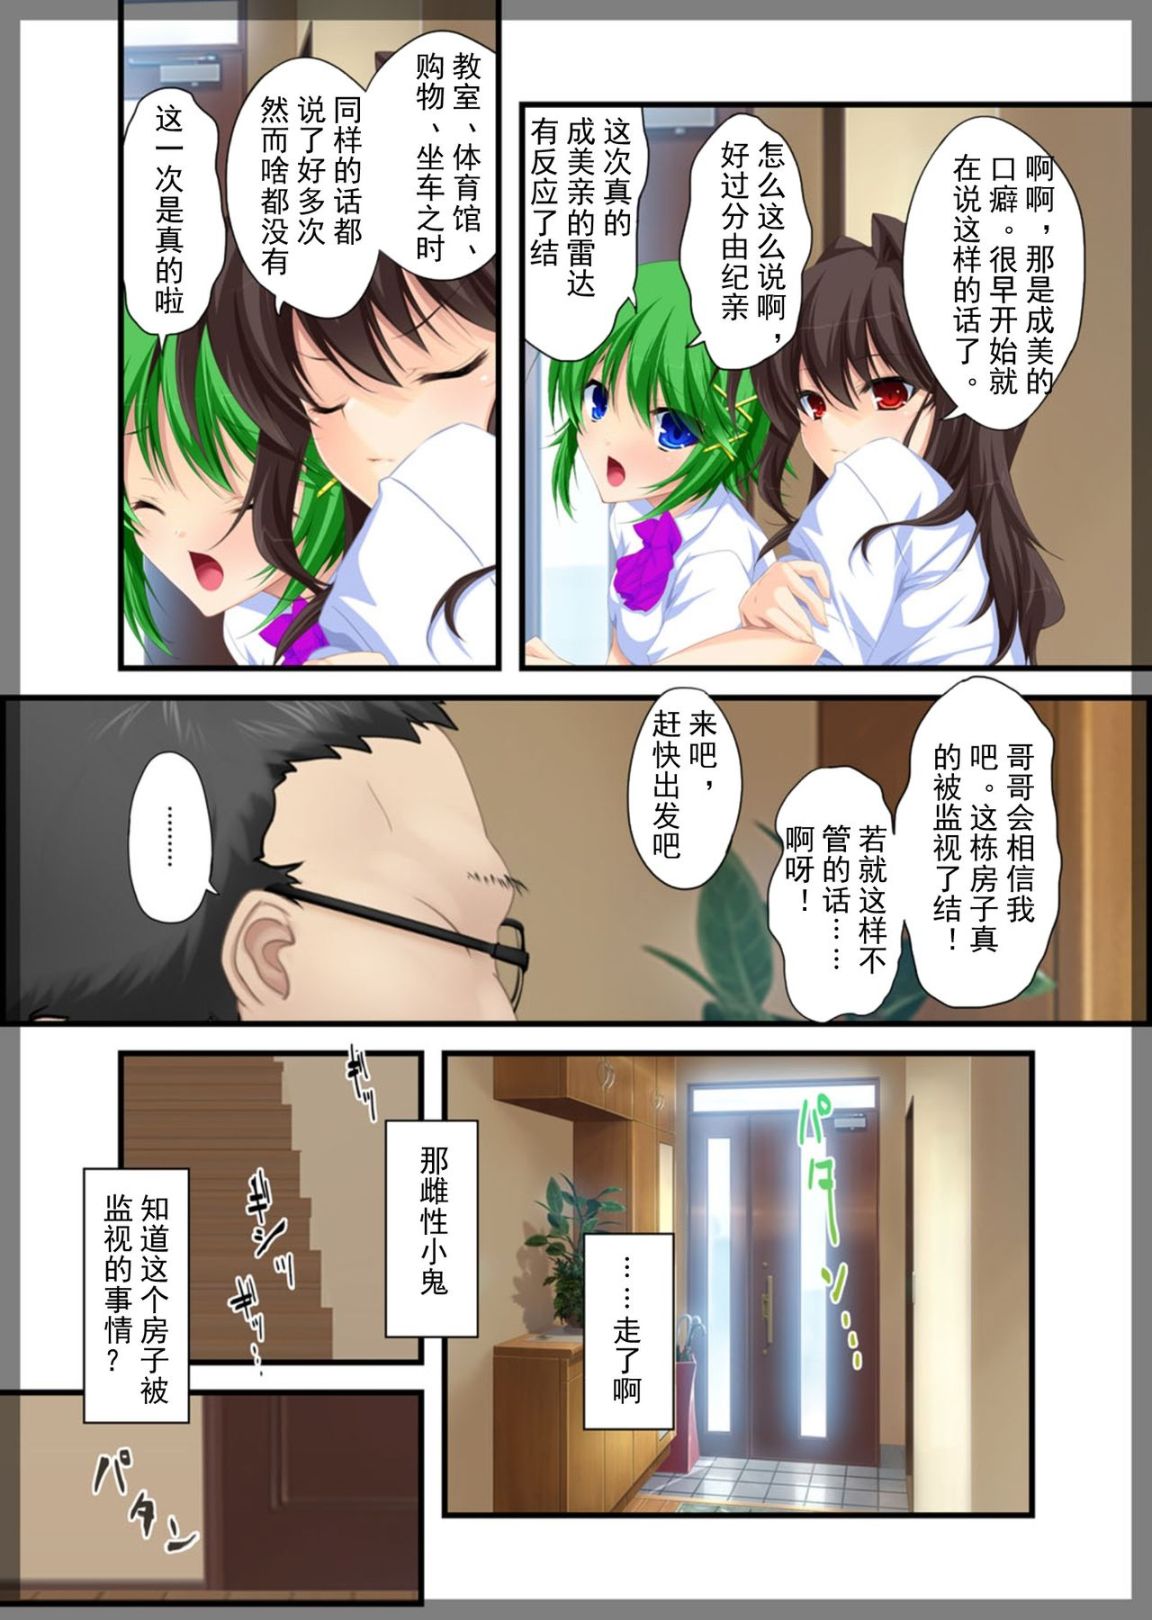 啊啊，那是成美的
口癖。很早开始就
在说这样的话了。
怎么这么说啊，
好过分由纪亲
这次真的
成美亲的雷达
有反应了结
教室、体育馆、
购物、坐车之时
同样的话都
说了好多次
然而啥都没有
这一次是真的啦
哥哥会相信我
吧。这栋房子真
的被监视了结！
若就这样不
管的话……
啊呀！
来吧，
赶快出发吧
………
パターン…
……走了啊
ギッ…
ギシッ…
ギッ…
那雌性小鬼
知道这个房子被
监视的事情？
パタン